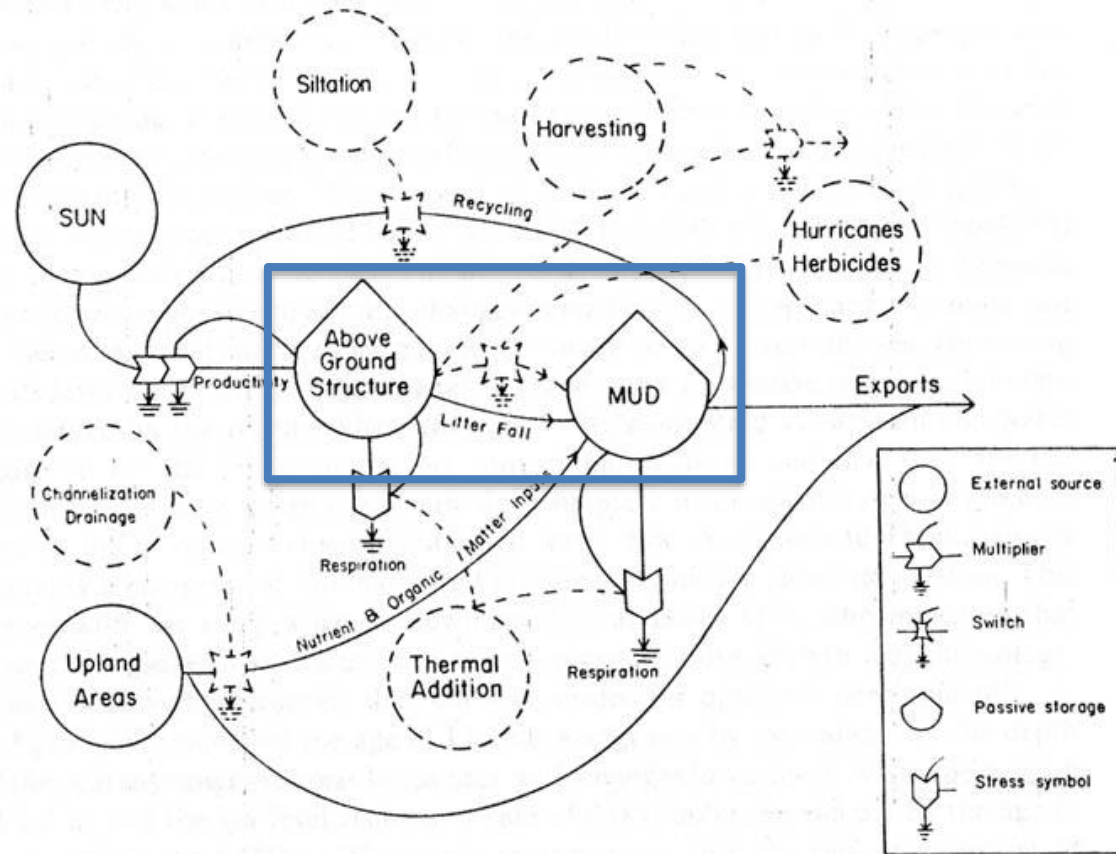 Siltation
Harvesting
SUN
Recycling
Hurricanes
Herbicides
Above
Ground
Structure
Productivity
MUD
Exports
Litter Fall
Channelization
Drainage
Respiration
Nutrient & Organic Matter Input
Upland
Areas
Thermal
Addition
Respiration
External source
Multiplier
Switch
Passive storage
Stress symbol